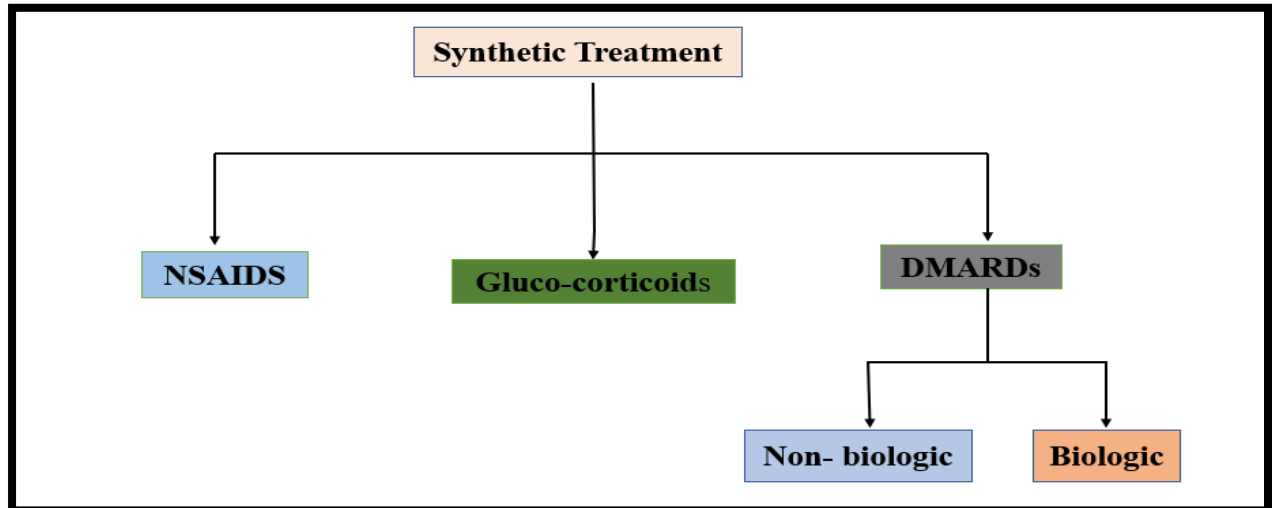 Synthetic Treatment
NSAIDS
Gluco-corticoids
DMARDs
Non- biologic
Biologic